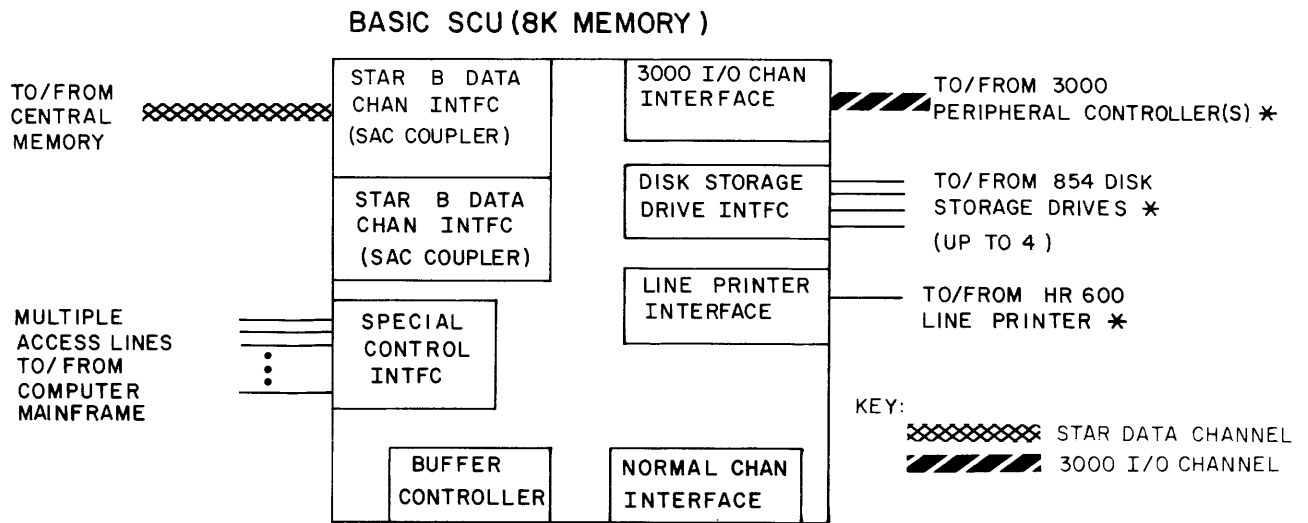 BASIC SCU (8K MEMORY)
TO/FROM
CENTRAL
MEMORY
STAR B DATA
CHAN INTFC
(SAC COUPLER)
STAR B DATA
CHAN INTFC
(SAC COUPLER)
MULTIPLE
ACCESS LINES
TO/FROM
COMPUTER
MAINFRAME
SPECIAL
CONTROL
INTFC
BUFFER
CONTROLLER
3000 I/O CHAN
INTERFACE
TO/FROM 3000
PERIPHERAL CONTROLLER(S) *
DISK STORAGE
DRIVE INTFC
TO/FROM 854 DISK
STORAGE DRIVES *
(UP TO 4)
LINE PRINTER
INTERFACE
TO/FROM HR 600
LINE PRINTER *
NORMAL CHAN
INTERFACE
KEY:
STAR DATA CHANNEL
3000 I/O CHANNEL